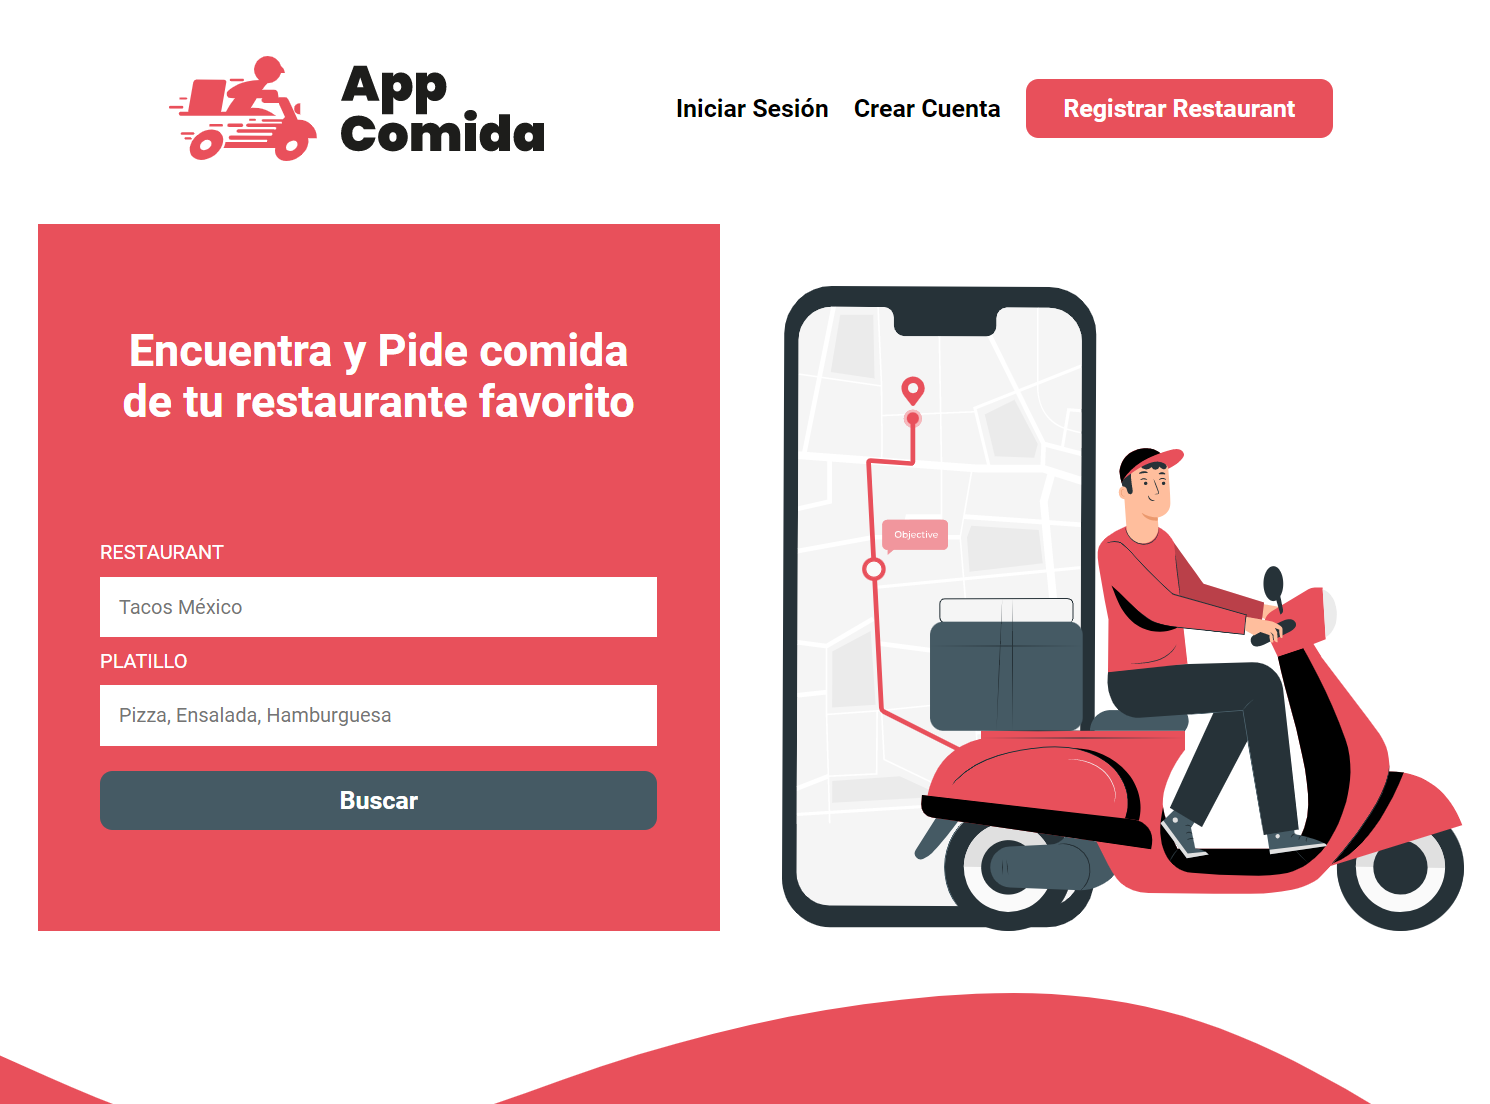 App
Comida
Iniciar Sesión
Crear Cuenta
Registrar Restaurant
Encuentra y Pide comida
de tu restaurante favorito
RESTAURANT
Tacos México
PLATILLO
Pizza, Ensalada, Hamburguesa
Buscar
Objective